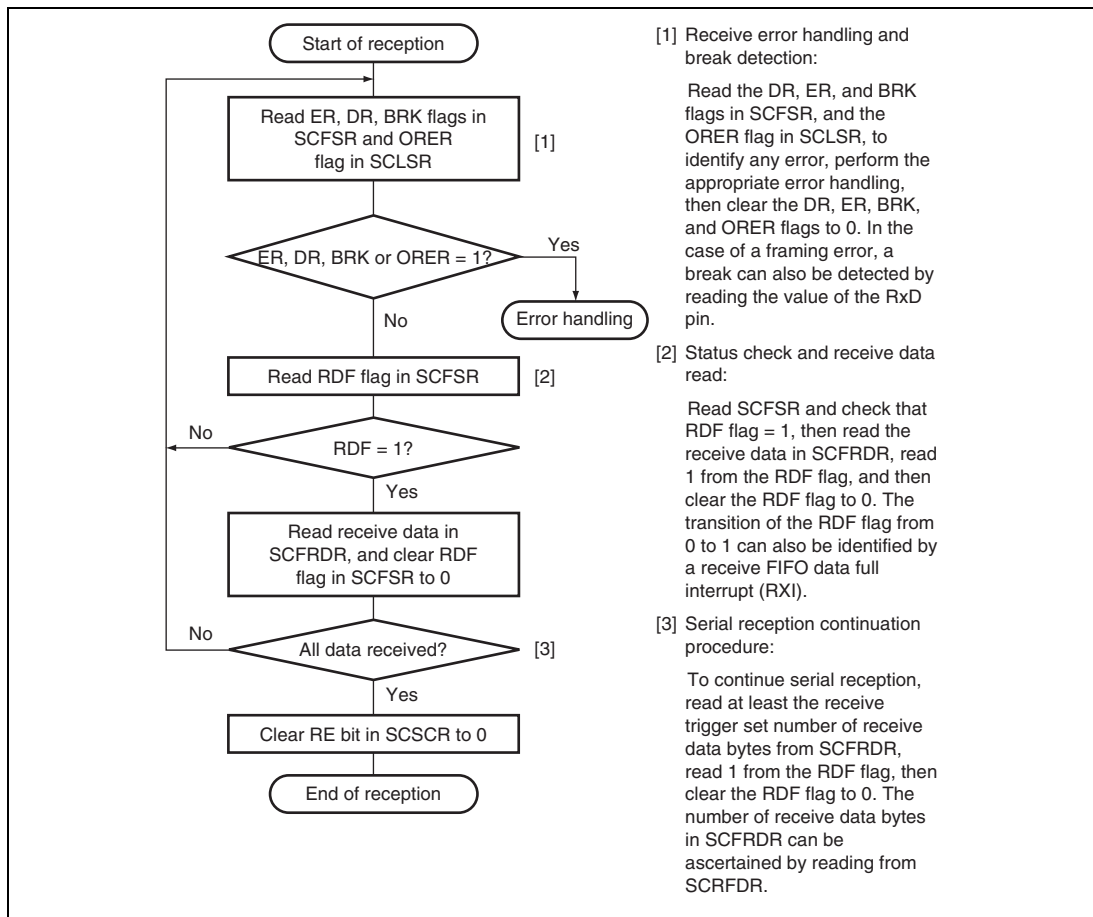 Start of reception
Read ER, DR, BRK flags in
SCFSR and ORER
flag in SCLSR
[1]
ER, DR, BRK or ORER = 1?
Yes
Error handling
No
Read RDF flag in SCFSR
[2]
No
RDF = 1?
Yes
Read receive data in
SCFRDR, and clear RDF
flag in SCFSR to 0
No
All data received?
[3]
Yes
Clear RE bit in SCSCR to 0
End of reception
[1] Receive error handling and
break detection:
Read the DR, ER, and BRK
flags in SCFSR, and the
ORER flag in SCLSR, to
identify any error, perform the
appropriate error handling,
then clear the DR, ER, BRK,
and ORER flags to 0. In the
case of a framing error, a
break can also be detected by
reading the value of the RxD
pin.
[2] Status check and receive data
read:
Read SCFSR and check that
RDF flag = 1, then read the
receive data in SCFRDR, read
1 from the RDF flag, and then
clear the RDF flag to 0. The
transition of the RDF flag from
0 to 1 can also be identified by
a receive FIFO data full
interrupt (RXI).
[3] Serial reception continuation
procedure:
To continue serial reception,
read at least the receive
trigger set number of receive
data bytes from SCFRDR,
read 1 from the RDF flag, then
clear the RDF flag to 0. The
number of receive data bytes
in SCFRDR can be
ascertained by reading from
SCRFDR.